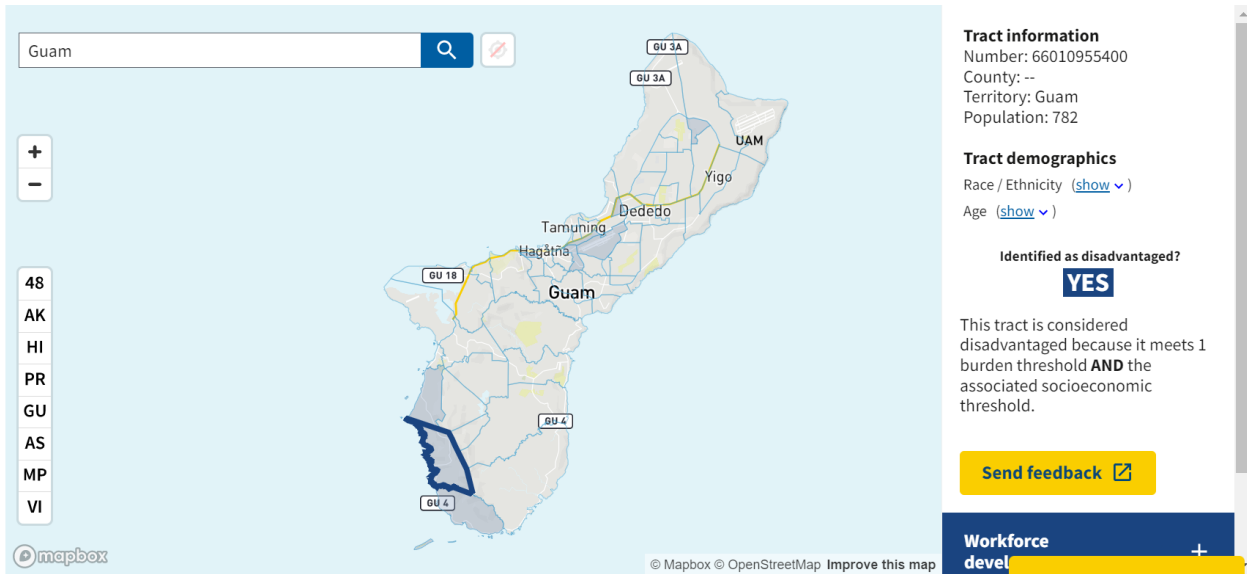 Guam
GU 3A
GU 3A
UAM
Yigo
Dededo
Tamuning
Hagåtña
GU 18
Guam
GU 4
GU 4
+
−
48
AK
HI
PR
GU
AS
MP
VI
mapbox
© Mapbox © OpenStreetMap Improve this map
Tract information
Number: 66010955400
County: --
Territory: Guam
Population: 782
Tract demographics
Race / Ethnicity (show)
Age (show)
Identified as disadvantaged?
YES
This tract is considered
disadvantaged because it meets 1
burden threshold AND the
associated socioeconomic
threshold.
Send feedback
Workforce
+